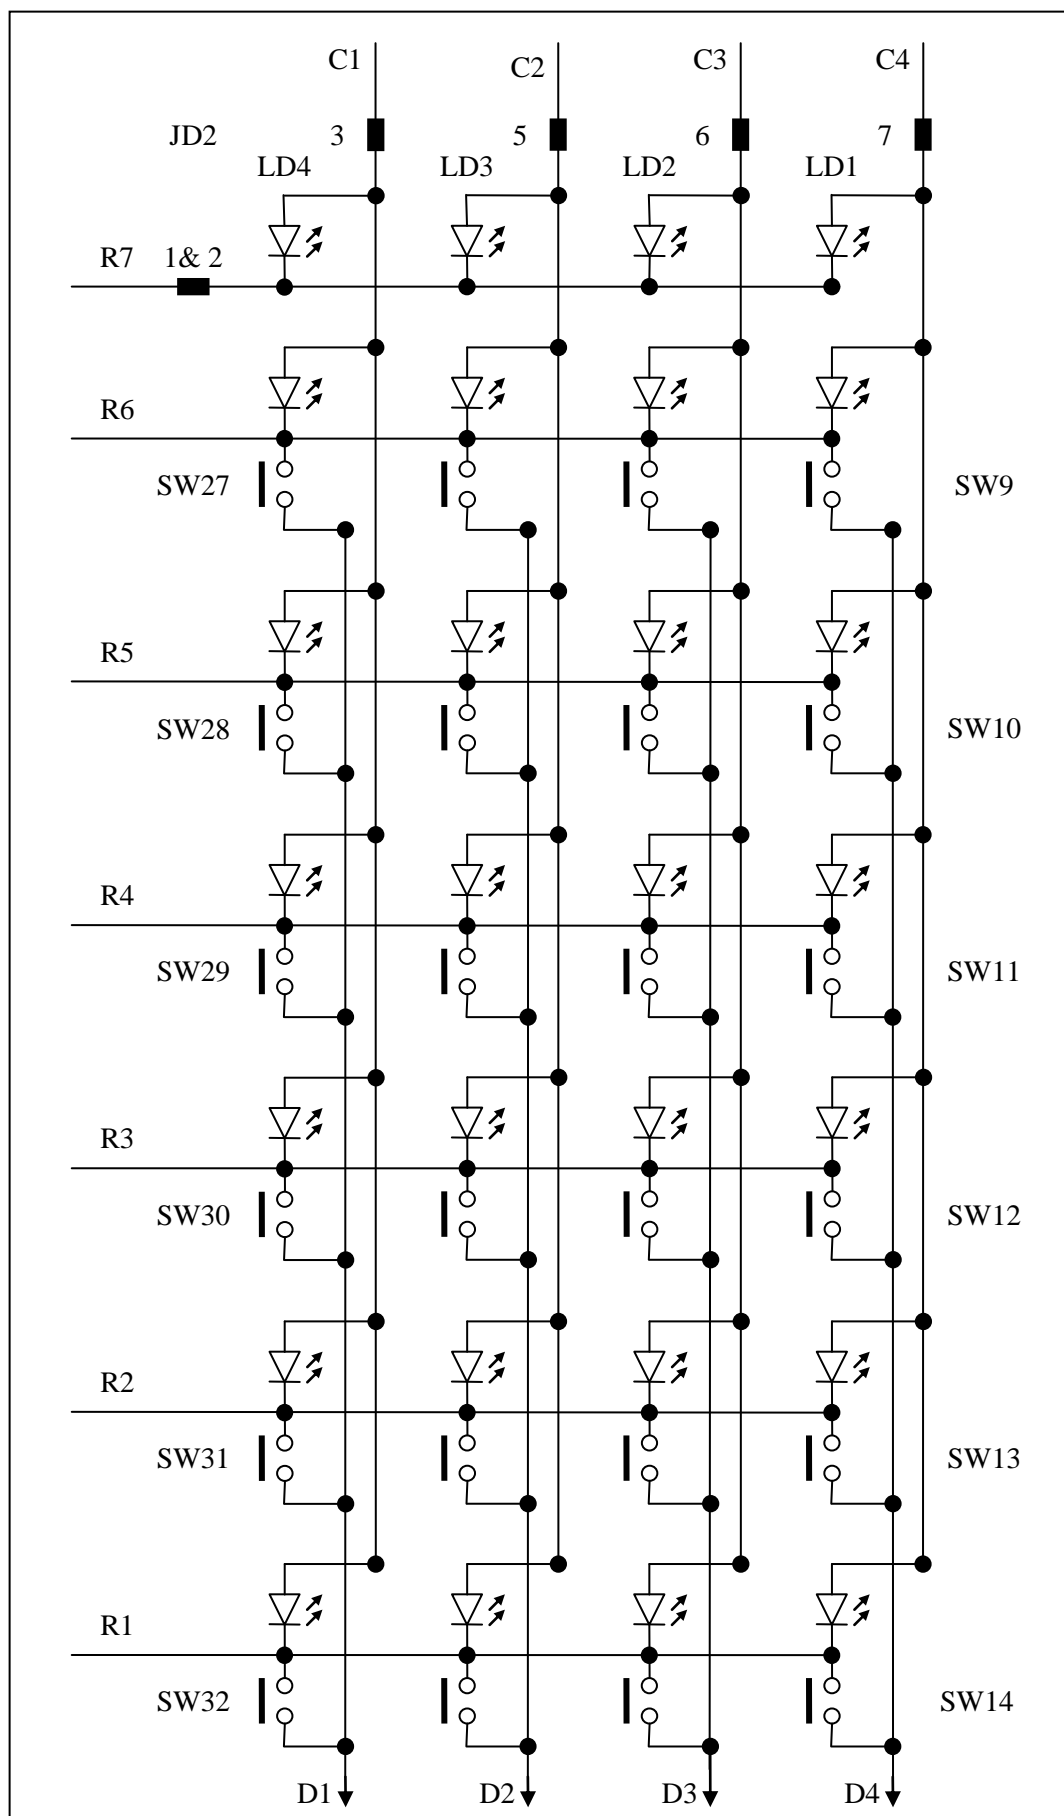 C1 C2 C3 C4
JD2 3 5 6 7
LD4 LD3 LD2 LD1
R7 1& 2
R6
SW27 SW9
R5
SW28 SW10
R4
SW29 SW11
R3
SW30 SW12
R2
SW31 SW13
R1
SW32 SW14
D1 D2 D3 D4